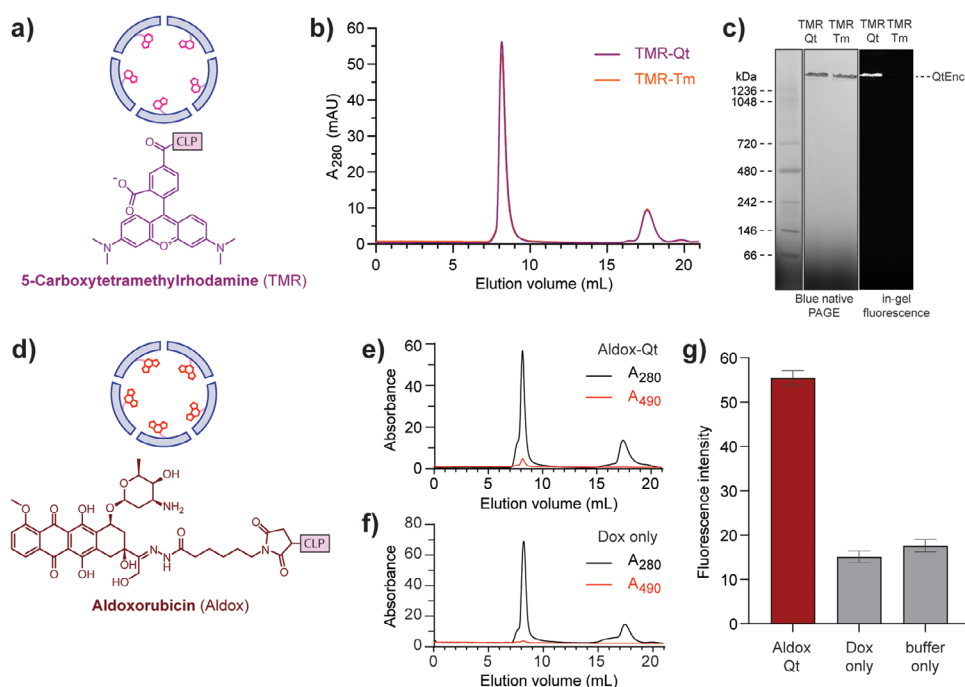 a)
CLP
O
O
O
-
N
O+
N
5-Carboxytetramethylrhodamine (TMR)
b)
TMR-Qt
TMR-Tm
A280 (mAU)
60
50
40
30
20
10
0
0 5 10 15 20
Elution volume (mL)
c)
TMR TMR TMR TMR
Qt Tm Qt Tm
kDa
1236
1048
720
480
242
146
66
QtEnc
Blue native
PAGE
in-gel
fluorescence
d)
OH
O
NH2
O
O OH O
O OH
OH
HO
N
N
H
O
O
N
O
CLP
Aldoxorubicin (Aldox)
e)
Aldox-Qt
A280
A490
Absorbance
60
40
20
0
0 5 10 15 20
Elution volume (mL)
f)
Dox only
A280
A490
Absorbance
80
60
40
20
0
0 5 10 15 20
Elution volume (mL)
g)
Fluorescence intensity
60
50
40
30
20
10
0
Aldox
Qt
Dox
only
buffer
only